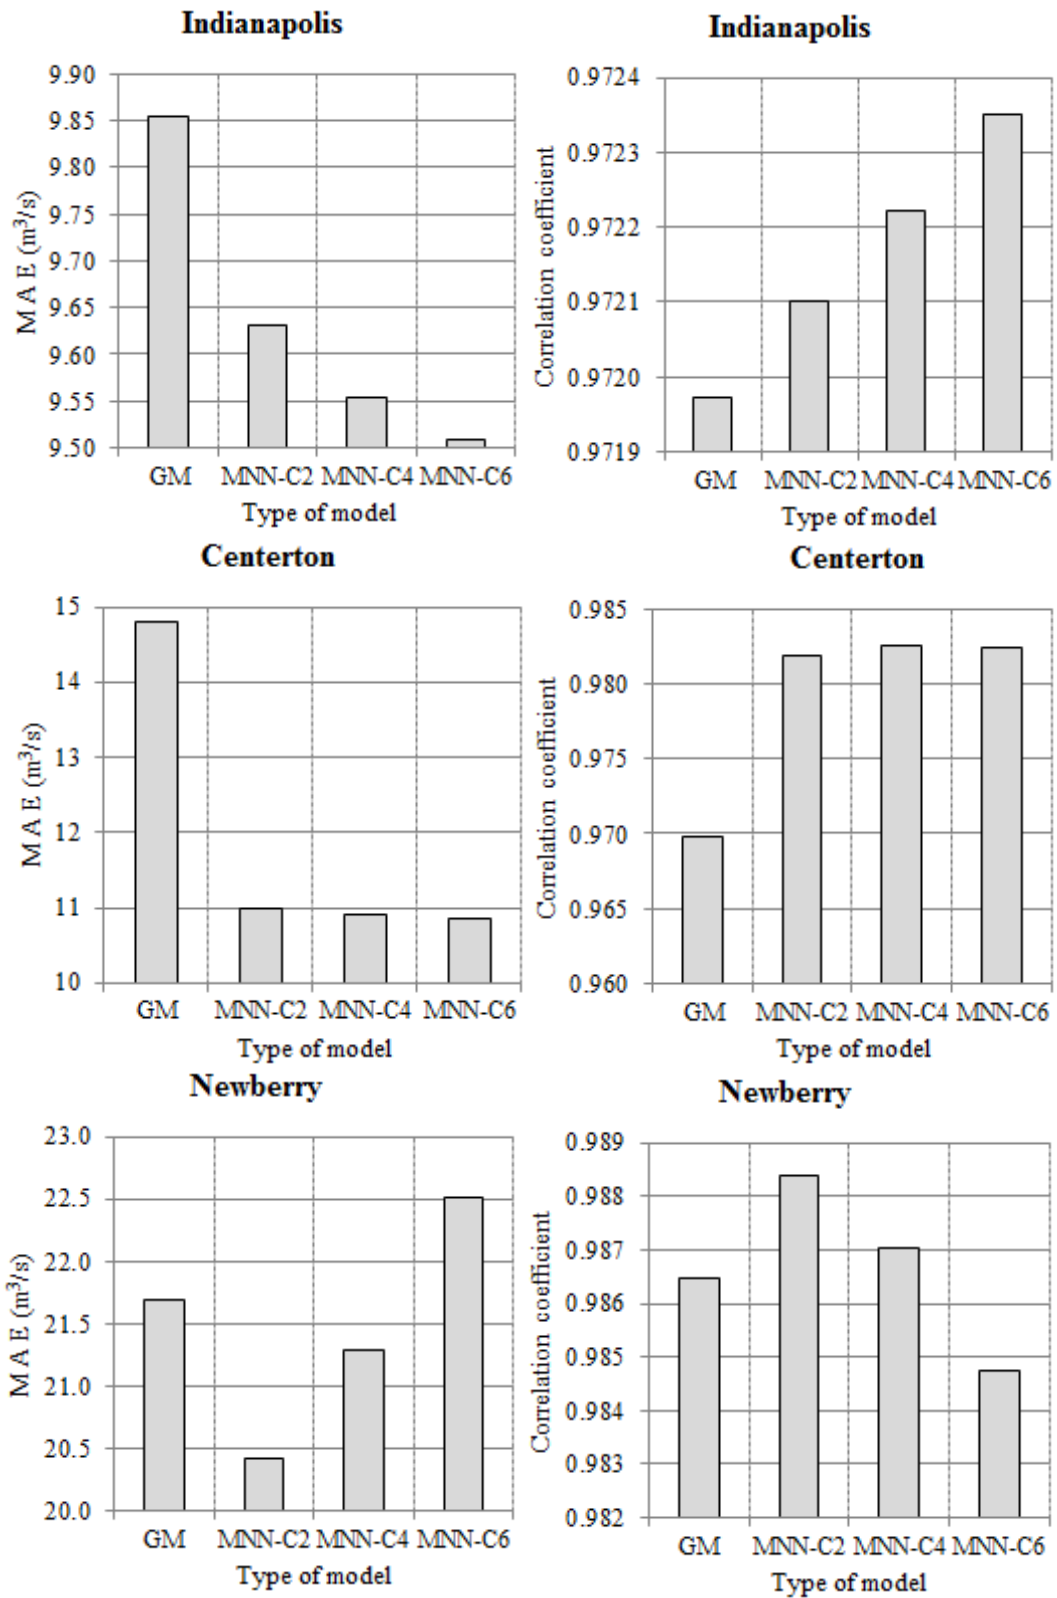 Indianapolis
M A E (m³/s)
9.90
9.85
9.80
9.75
9.70
9.65
9.60
9.55
9.50
GM MNN-C2 MNN-C4 MNN-C6
Type of model
Indianapolis
Correlation coefficient
0.9724
0.9723
0.9722
0.9721
0.9720
0.9719
GM MNN-C2 MNN-C4 MNN-C6
Type of model
Centerton
M A E (m³/s)
15
14
13
12
11
10
GM MNN-C2 MNN-C4 MNN-C6
Type of model
Centerton
Correlation coefficient
0.985
0.980
0.975
0.970
0.965
0.960
GM MNN-C2 MNN-C4 MNN-C6
Type of model
Newberry
M A E (m³/s)
23.0
22.5
22.0
21.5
21.0
20.5
20.0
GM MNN-C2 MNN-C4 MNN-C6
Type of model
Newberry
Correlation coefficient
0.989
0.988
0.987
0.986
0.985
0.984
0.983
0.982
GM MNN-C2 MNN-C4 MNN-C6
Type of model